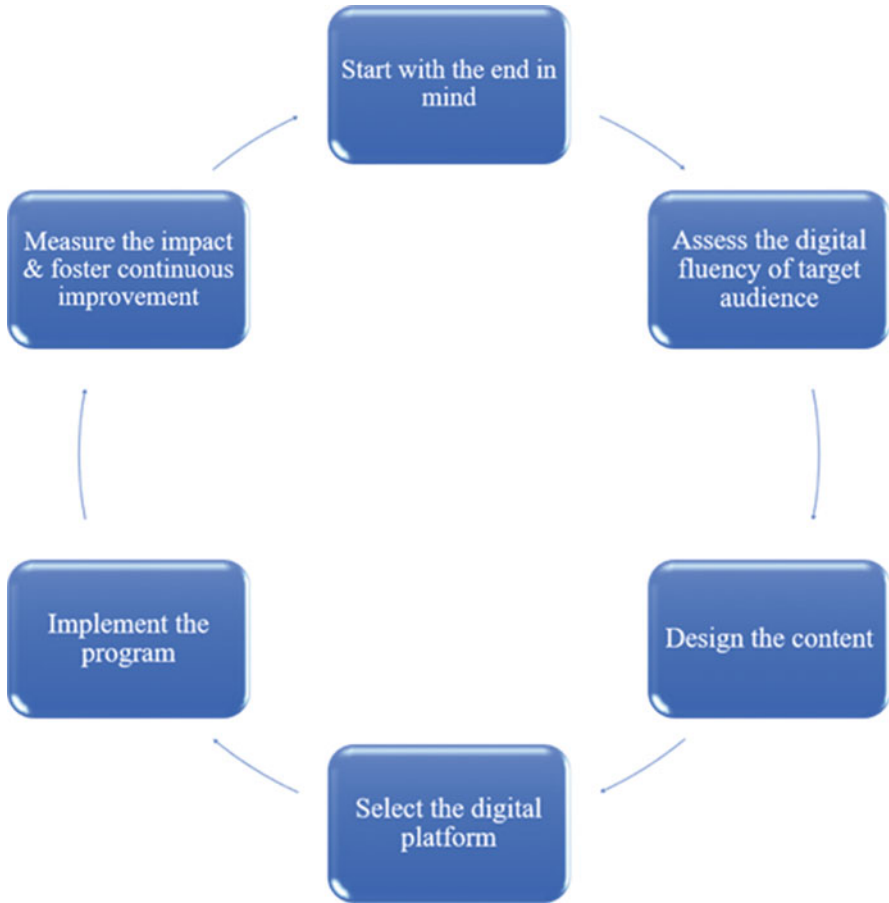 Start with the end in
mind
Assess the digital
fluency of target
audience
Design the content
Select the digital
platform
Implement the
program
Measure the impact
& foster continuous
improvement